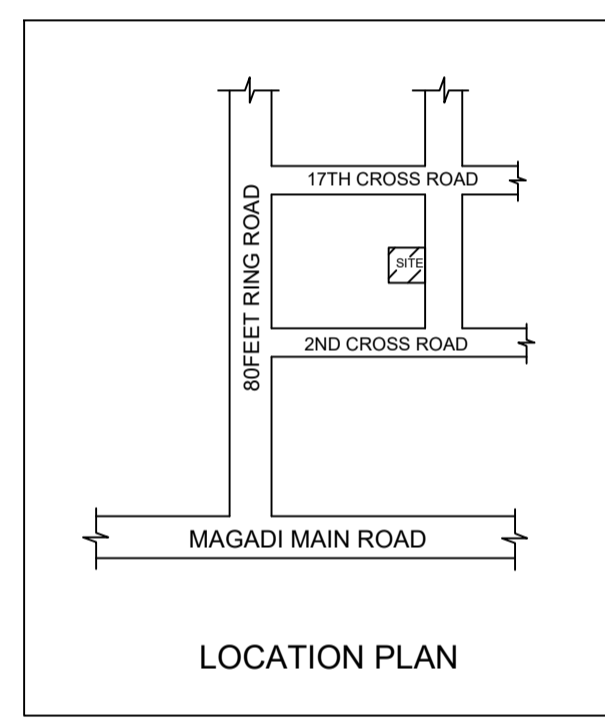 17TH CROSS ROAD
80FEET RING ROAD
SITE
2ND CROSS ROAD
MAGADI MAIN ROAD
LOCATION PLAN